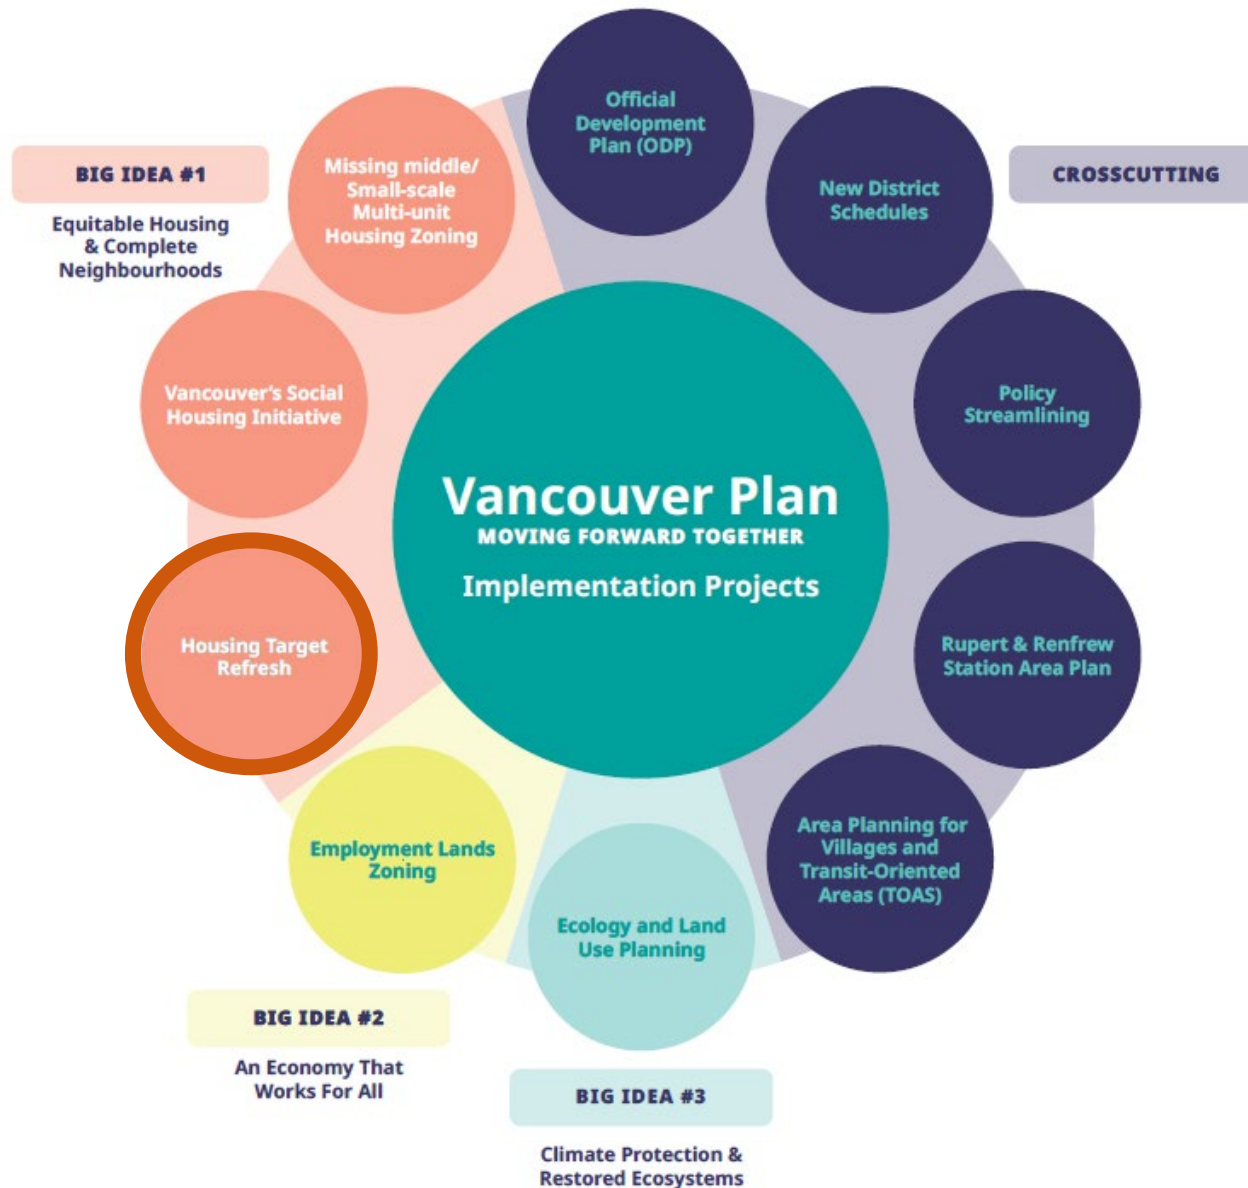 Official
Development
Plan (ODP)
New District
Schedules
CROSSCUTTING
Policy
Streamlining
Rupert & Renfrew
Station Area Plan
Area Planning for
Villages and
Transit-Oriented
Areas (TOAS)
BIG IDEA #1
Equitable Housing
& Complete
Neighbourhoods
Missing middle/
Small-scale
Multi-unit
Housing Zoning
Vancouver's Social
Housing Initiative
Housing Target
Refresh
Vancouver Plan
MOVING FORWARD TOGETHER
Implementation Projects
Employment Lands
Zoning
BIG IDEA #2
An Economy That
Works For All
Ecology and Land
Use Planning
BIG IDEA #3
Climate Protection &
Restored Ecosystems